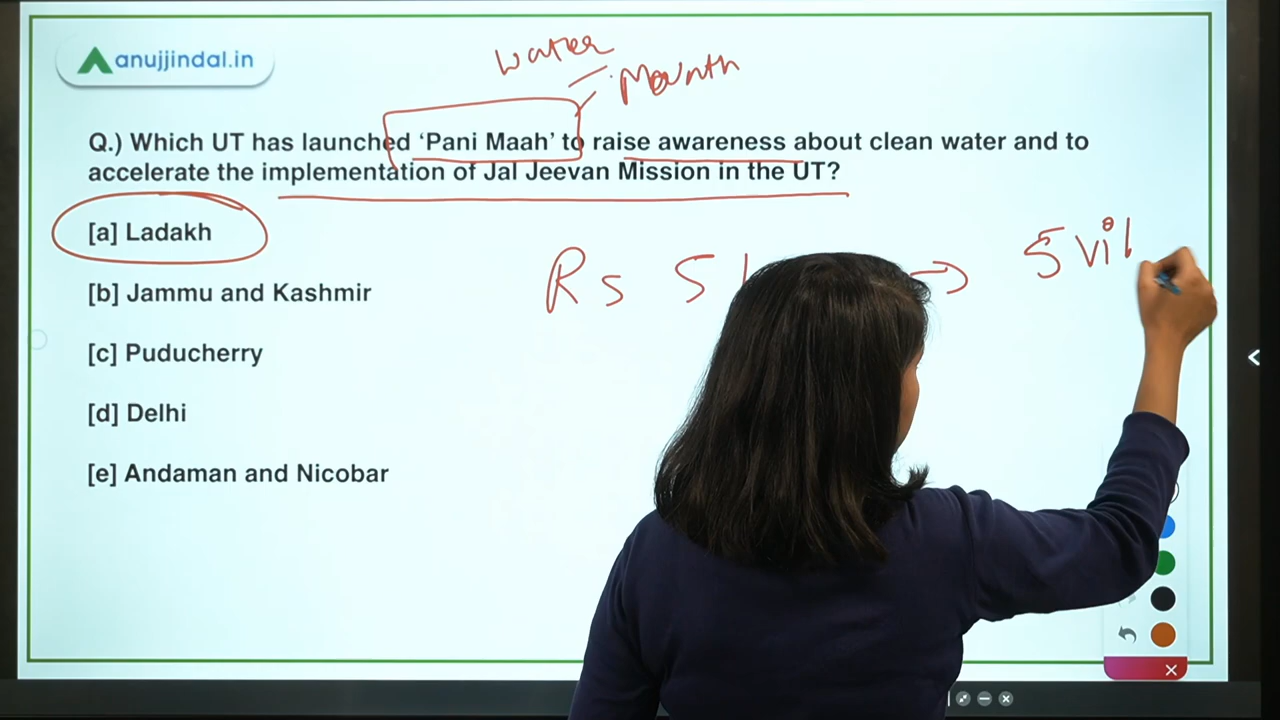 anujjindal.in
water
Month
Q.) Which UT has launched ‘Pani Maah’ to raise awareness about clean water and to
accelerate the implementation of Jal Jeevan Mission in the UT?
[a] Ladakh
Rs 5 → 5 vil
[b] Jammu and Kashmir
[c] Puducherry
[d] Delhi
[e] Andaman and Nicobar